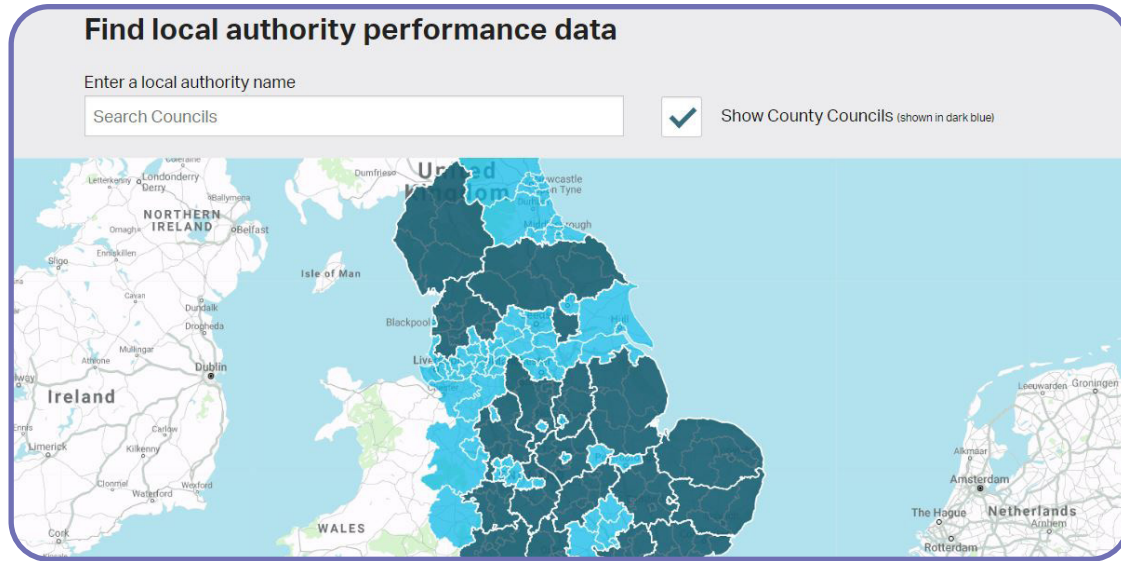 Find local authority performance data
Enter a local authority name
Search Councils
Show County Councils (shown in dark blue)
Coleraine
Letterkenny
Londonderry
Derry
Ballymena
NORTHERN
IRELAND
Omagh
Belfast
Enniskillen
Sligo
Cavan
Dundalk
Drogheda
Mullingar
Athlone
Dublin
Ireland
Ennis
Limerick
Carlow
Kilkenny
Clonmel
Wexford
Waterford
Cork
Dumfries
United
Kingdom
Isle of Man
Blackpool
Hull
WALES
Leeuwarden
Groningen
Alkmaar
Amsterdam
The Hague
Netherlands
Arnhem
Rotterdam